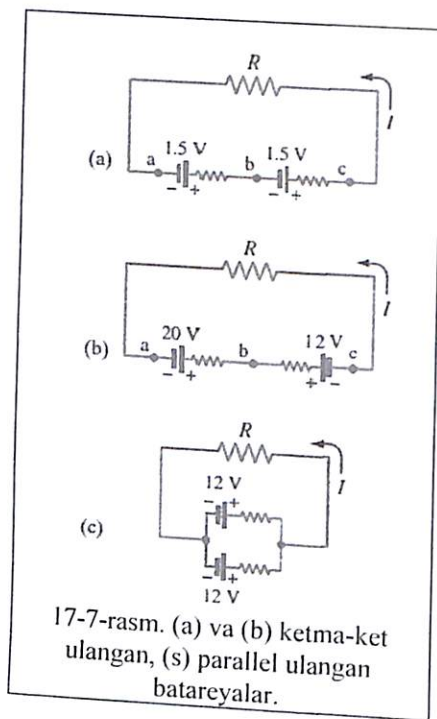 R
I
a 1.5 V b 1.5 V c
(a)
- + - +
R
I
a 20 V b 12 V c
(b)
- + + -
R
I
12 V
- +
(c)
- +
12 V
17-7-rasm. (a) va (b) ketma-ket
ulangan, (s) parallel ulangan
batareyalar.